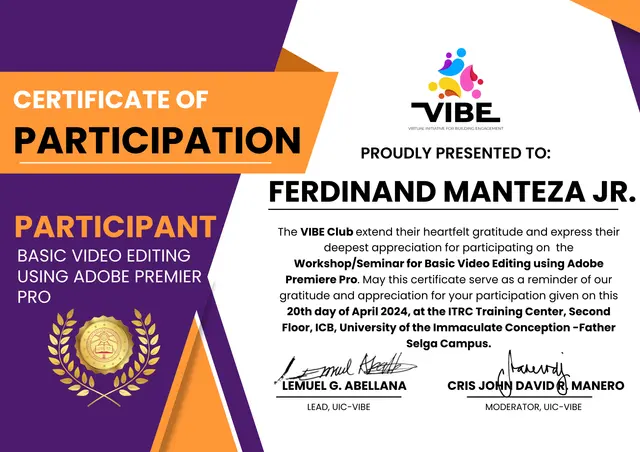 CERTIFICATE OF
PARTICIPATION
PARTICIPANT
BASIC VIDEO EDITING
USING ADOBE PREMIER
PRO
VIBE
VIRTUAL INITIATIVE FOR BUILDING ENGAGEMENT
PROUDLY PRESENTED TO:
FERDINAND MANTEZA JR.
The VIBE Club extend their heartfelt gratitude and express their
deepest appreciation for participating on the
Workshop/Seminar for Basic Video Editing using Adobe
Premiere Pro. May this certificate serve as a reminder of our
gratitude and appreciation for your participation given on this
20th day of April 2024, at the ITRC Training Center, Second
Floor, ICB, University of the Immaculate Conception -Father
Selga Campus.
LEMUEL G. ABELLANA
LEAD, UIC-VIBE
CRIS JOHN DAVID R. MANERO
MODERATOR, UIC-VIBE